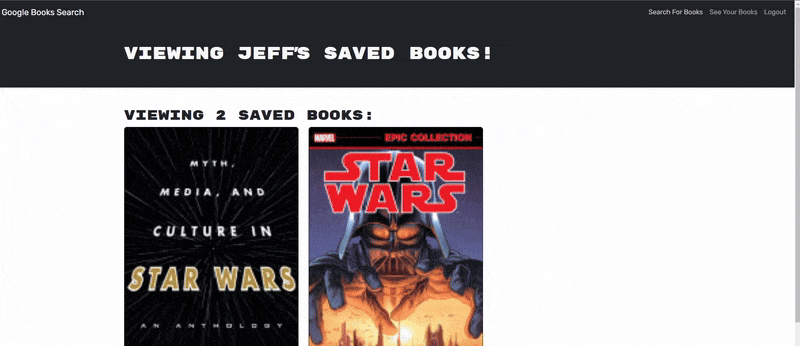 Google Books Search
Search For Books See Your Books Logout
VIEWING JEFF'S SAVED BOOKS!
VIEWING 2 SAVED BOOKS:
MYTH,
MEDIA, AND
CULTURE IN
STAR WARS
AN ANTHOLOGY
MARVEL EPIC COLLECTION
STAR
WARS